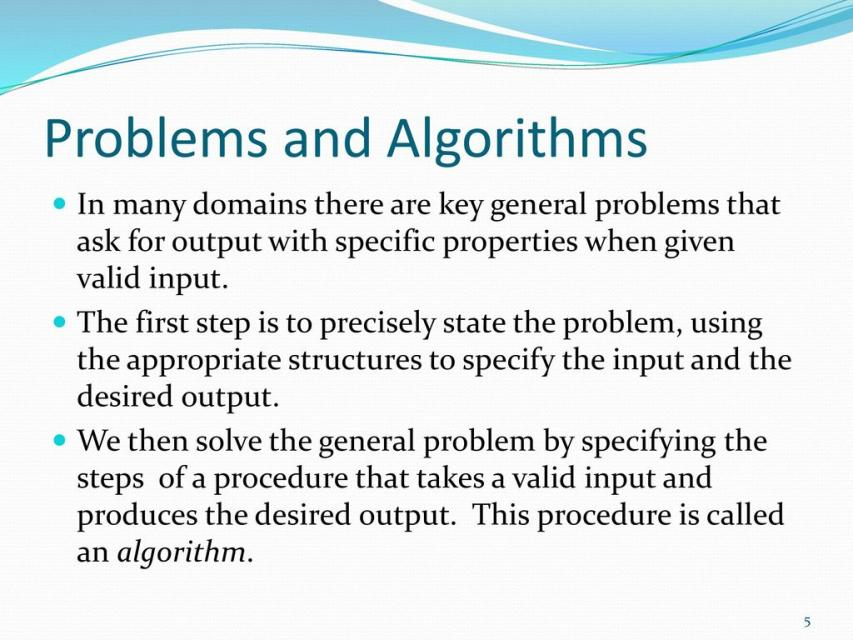 Problems and Algorithms
• In many domains there are key general problems that
ask for output with specific properties when given
valid input.
• The first step is to precisely state the problem, using
the appropriate structures to specify the input and the
desired output.
• We then solve the general problem by specifying the
steps  of a procedure that takes a valid input and
produces the desired output.  This procedure is called
an algorithm.
5